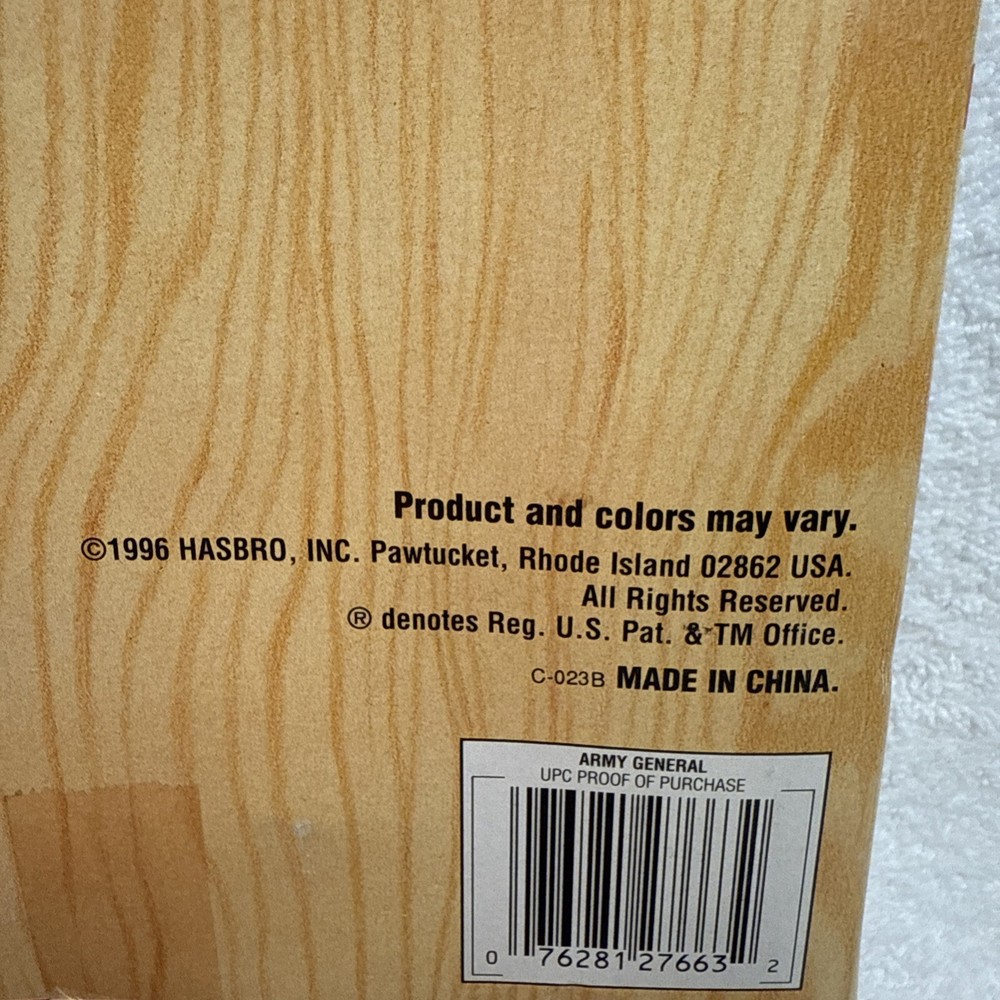 Product and colors may vary.
©1996 HASBRO, INC. Pawtucket, Rhode Island 02862 USA.
All Rights Reserved.
® denotes Reg. U.S. Pat. & TM Office.
C-023B MADE IN CHINA.
ARMY GENERAL
UPC PROOF OF PURCHASE
0 76281 27663 2